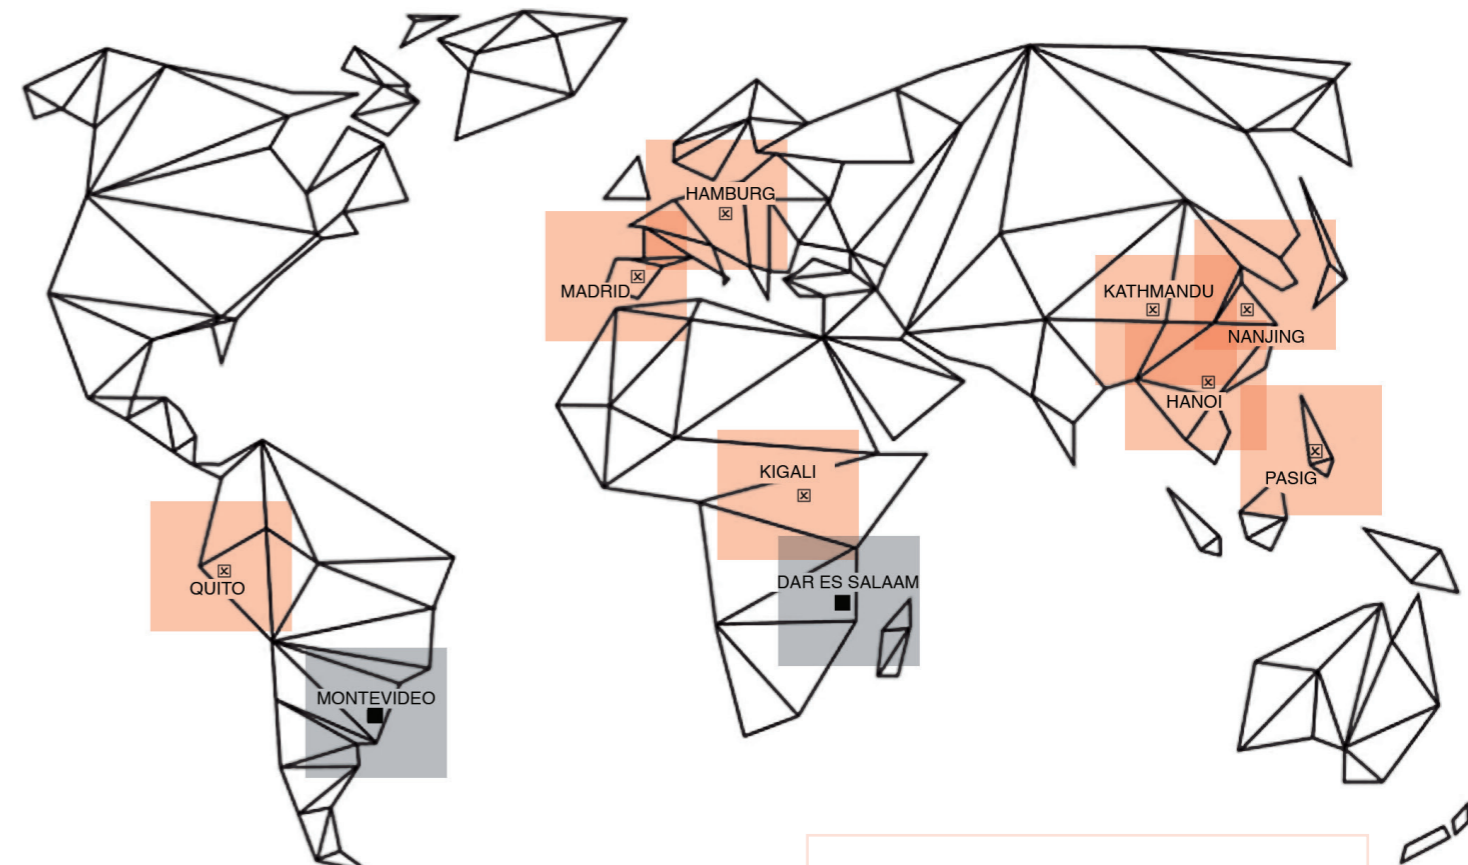 HAMBURG
MADRID
KATHMANDU
NANJING
HANOI
KIGALI
PASIG
QUITO
DAR ES SALAAM
MONTEVIDEO